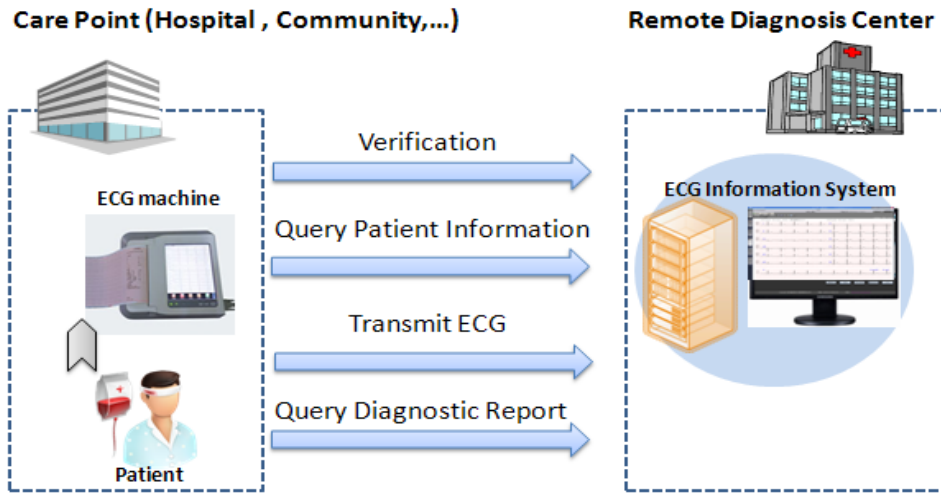 Care Point (Hospital , Community,...)
Remote Diagnosis Center
Verification
ECG machine
ECG Information System
Query Patient Information
Transmit ECG
Query Diagnostic Report
Patient